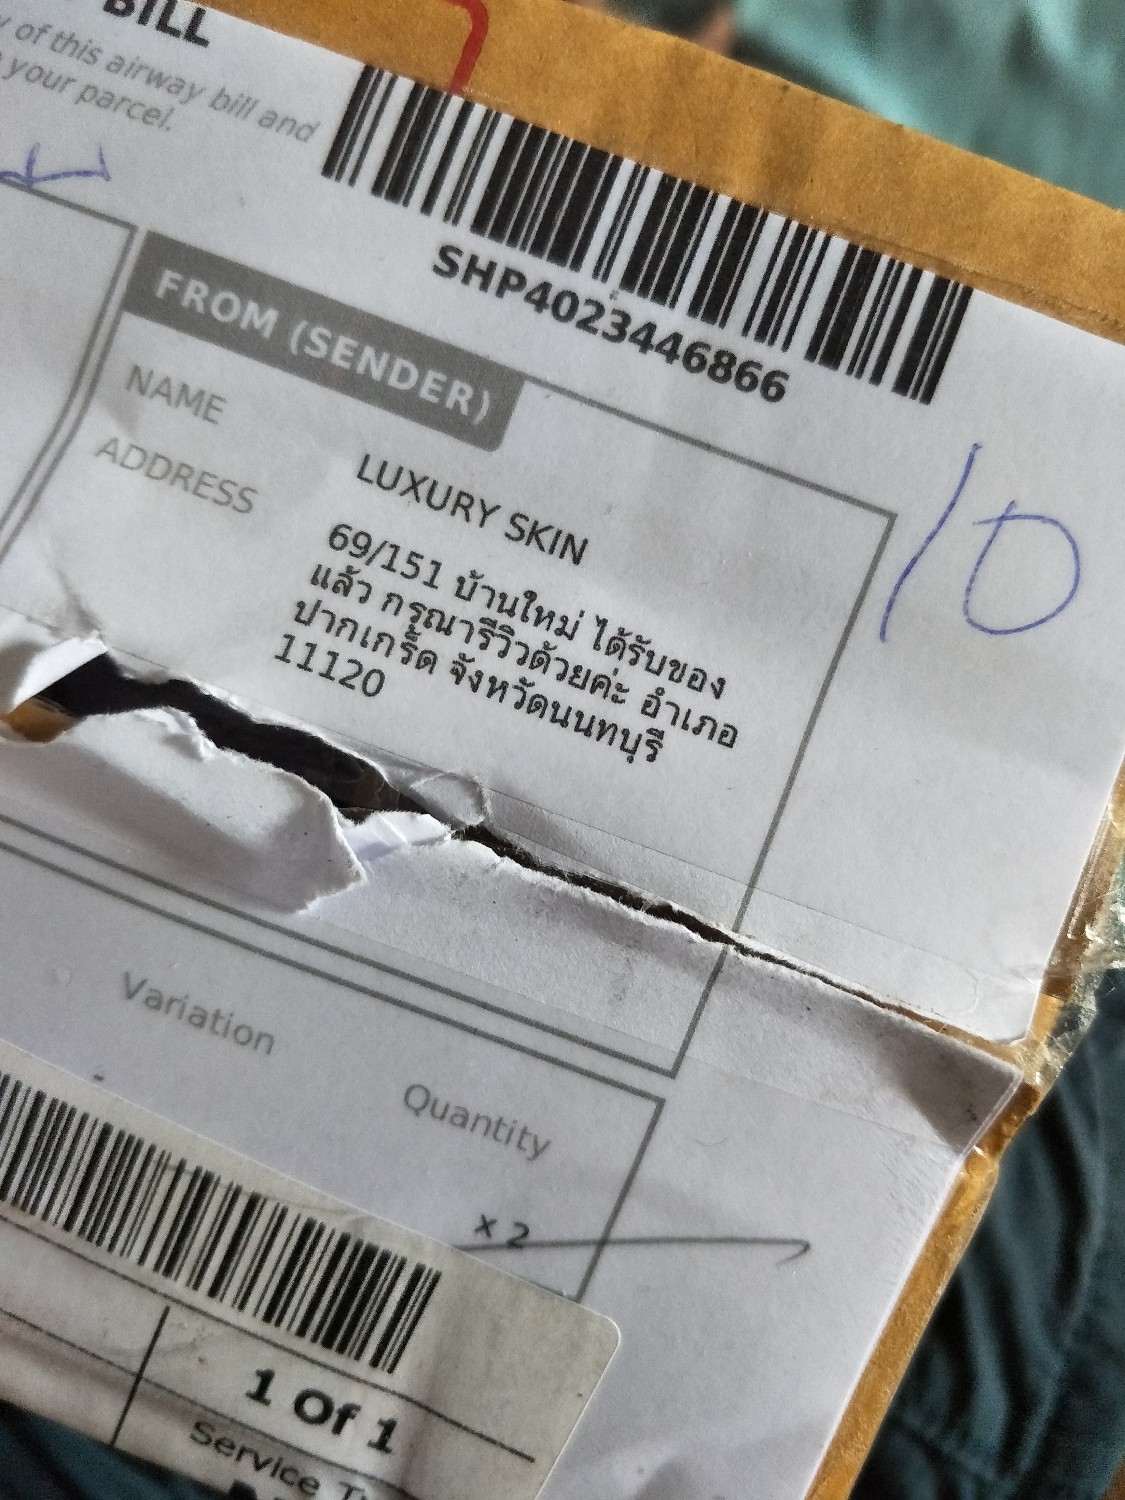 BILL
of this airway bill and
your parcel.
SHP4023446866
FROM (SENDER)
NAME
LUXURY SKIN
ADDRESS
69/151 บ้านใหม่ ได้รับของ
แล้ว กรุณารีวิวด้วยค่ะ อำเภอ
ปากเกร็ด จังหวัดนนทบุรี
11120
10
Variation
Quantity
x 2
1 Of 1
Service